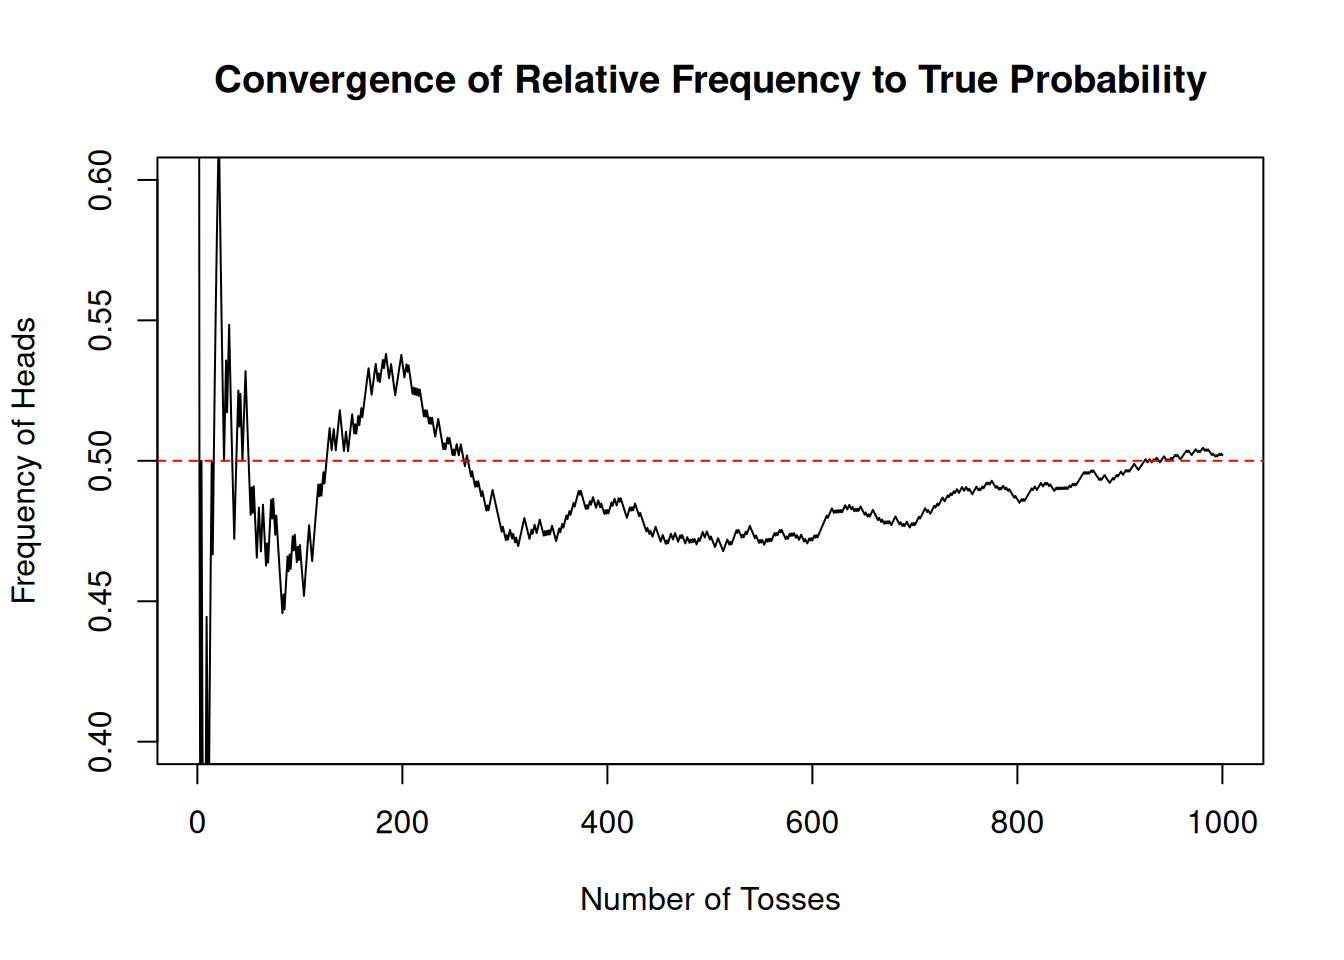 Convergence of Relative Frequency to True Probability
Frequency of Heads
0.60
0.55
0.50
0.45
0.40
0 200 400 600 800 1000
Number of Tosses